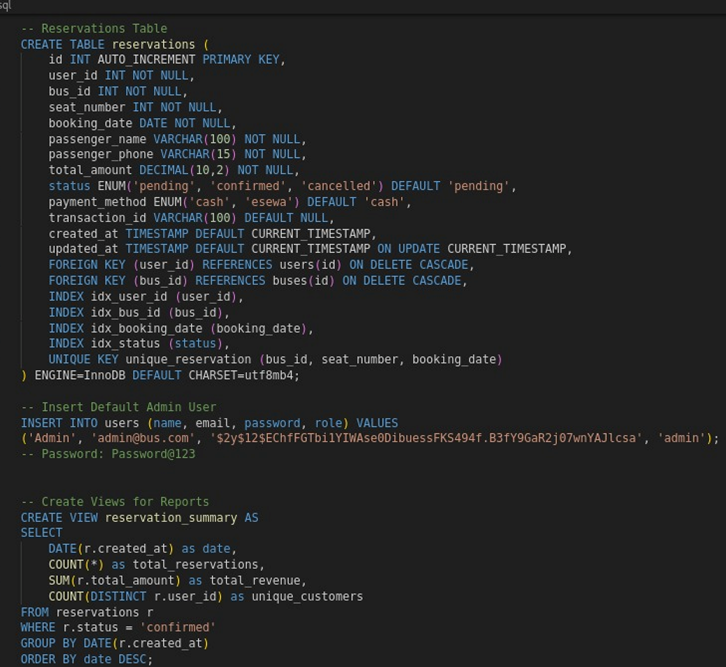 sql
-- Reservations Table
CREATE TABLE reservations (
id INT AUTO_INCREMENT PRIMARY KEY,
user_id INT NOT NULL,
bus_id INT NOT NULL,
seat_number INT NOT NULL,
booking_date DATE NOT NULL,
passenger_name VARCHAR(100) NOT NULL,
passenger_phone VARCHAR(15) NOT NULL,
total_amount DECIMAL(10,2) NOT NULL,
status ENUM('pending', 'confirmed', 'cancelled') DEFAULT 'pending',
payment_method ENUM('cash', 'esewa') DEFAULT 'cash',
transaction_id VARCHAR(100) DEFAULT NULL,
created_at TIMESTAMP DEFAULT CURRENT_TIMESTAMP,
updated_at TIMESTAMP DEFAULT CURRENT_TIMESTAMP ON UPDATE CURRENT_TIMESTAMP,
FOREIGN KEY (user_id) REFERENCES users(id) ON DELETE CASCADE,
FOREIGN KEY (bus_id) REFERENCES buses(id) ON DELETE CASCADE,
INDEX idx_user_id (user_id),
INDEX idx_bus_id (bus_id),
INDEX idx_booking_date (booking_date),
INDEX idx_status (status),
UNIQUE KEY unique_reservation (bus_id, seat_number, booking_date)
) ENGINE=InnoDB DEFAULT CHARSET=utf8mb4;
-- Insert Default Admin User
INSERT INTO users (name, email, password, role) VALUES
('Admin', 'admin@bus.com', '$2y$12$EChfFGTbi1YIWAse0DibuessFKS494f.B3fY9GaR2j07wnYAJlcsa', 'admin');
-- Password: Password@123
-- Create Views for Reports
CREATE VIEW reservation_summary AS
SELECT
DATE(r.created_at) as date,
COUNT(*) as total_reservations,
SUM(r.total_amount) as total_revenue,
COUNT(DISTINCT r.user_id) as unique_customers
FROM reservations r
WHERE r.status = 'confirmed'
GROUP BY DATE(r.created_at)
ORDER BY date DESC;